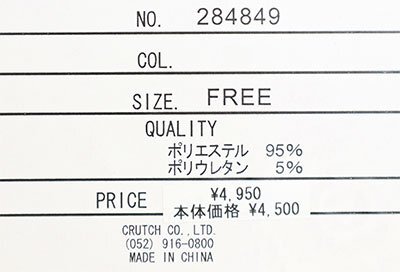 NO. 284849
COL.
SIZE. FREE
QUALITY
ポリエステル 95%
ポリウレタン 5%
PRICE ¥4,950
本体価格 ¥4,500
CRUTCH CO.,LTD.
(052) 916-0800
MADE IN CHINA